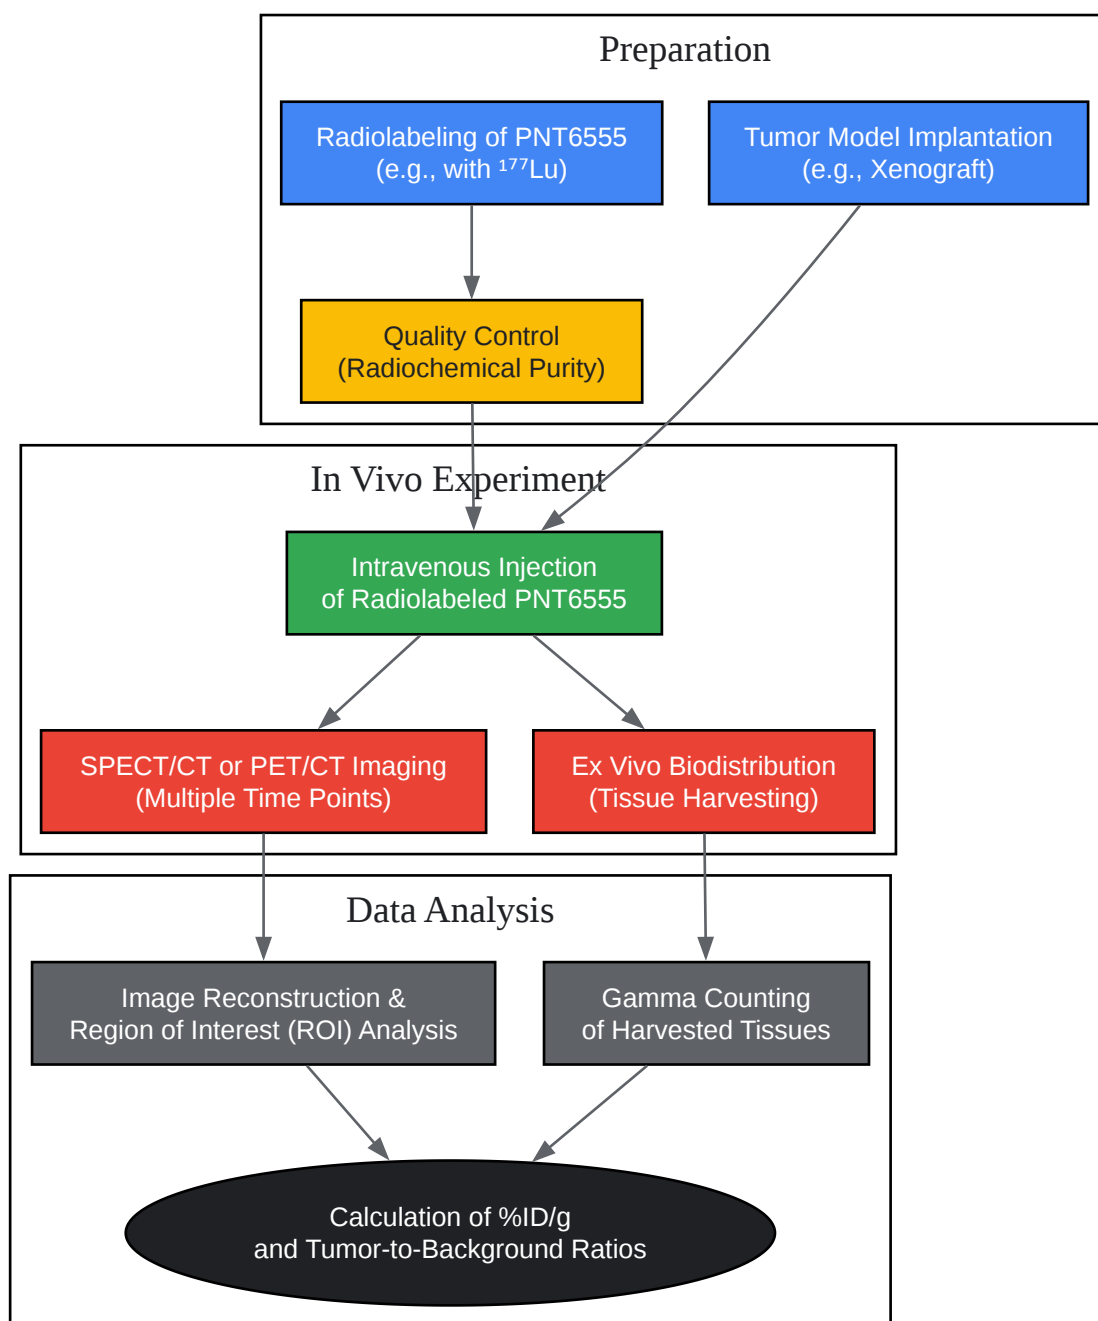 Preparation
Radiolabeling of PNT6555
(e.g., with ¹⁷⁷Lu)
Tumor Model Implantation
(e.g., Xenograft)
Quality Control
(Radiochemical Purity)
In Vivo Experiment
Intravenous Injection
of Radiolabeled PNT6555
SPECT/CT or PET/CT Imaging
(Multiple Time Points)
Ex Vivo Biodistribution
(Tissue Harvesting)
Data Analysis
Image Reconstruction &
Region of Interest (ROI) Analysis
Gamma Counting
of Harvested Tissues
Calculation of %ID/g
and Tumor-to-Background Ratios